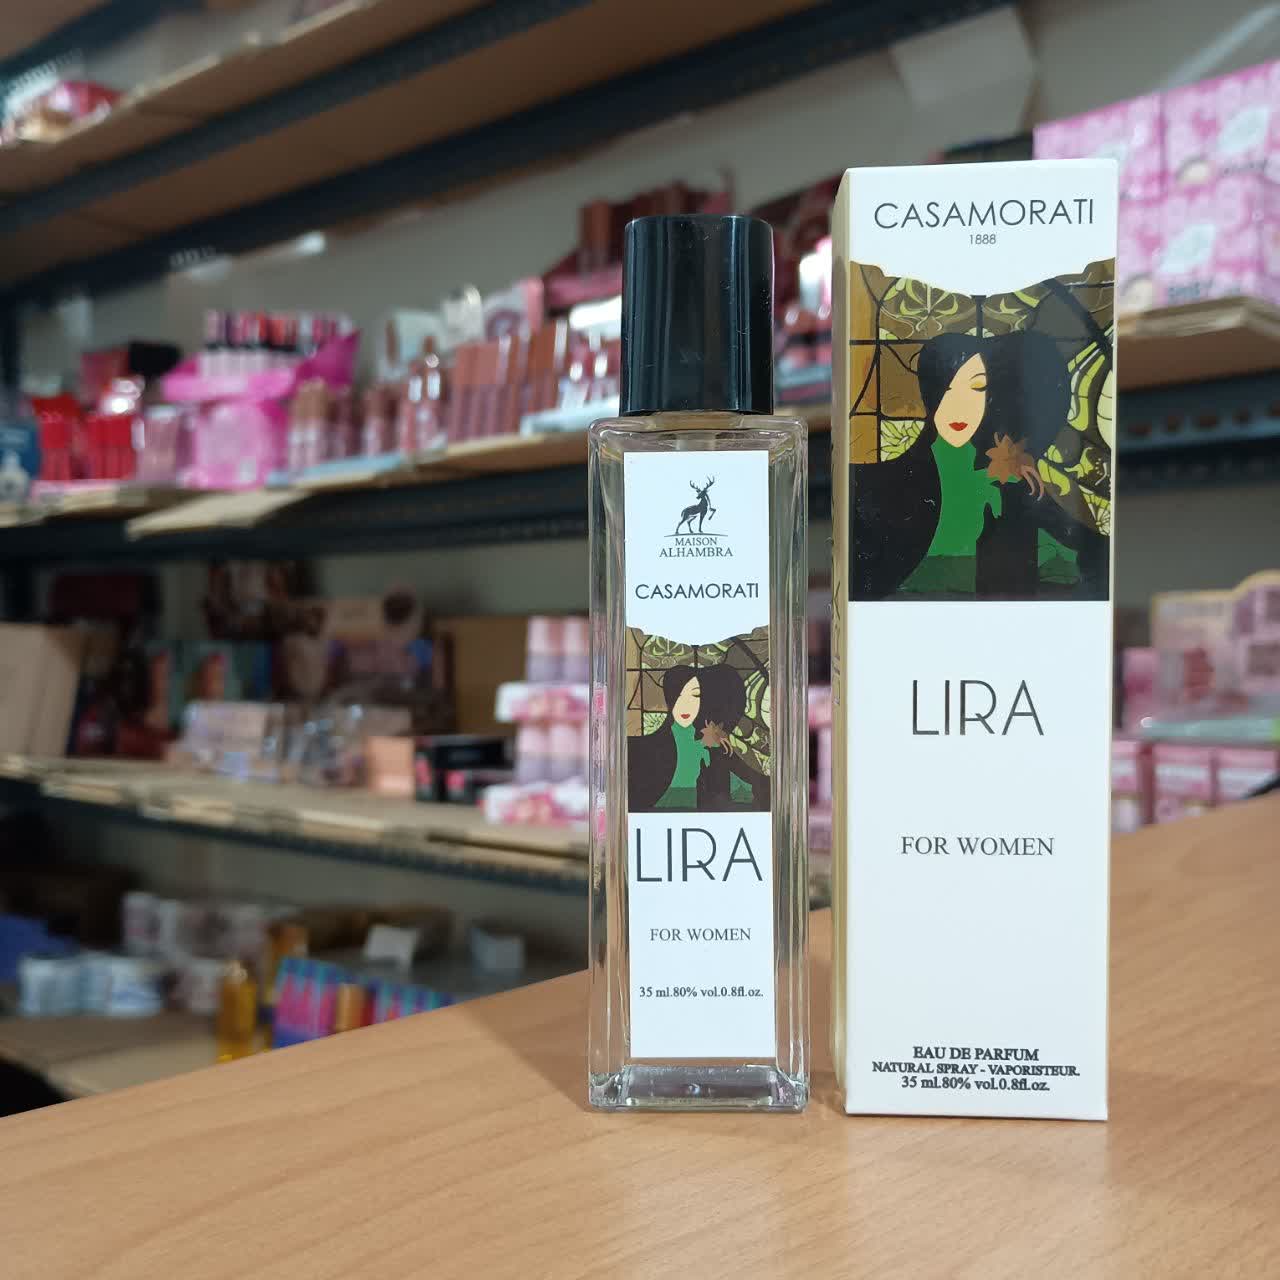 MAISON
ALHAMBRA
CASAMORATI
LIRA
FOR WOMEN
35 ml.80% vol.0.8fl.oz.
CASAMORATI
1888
LIRA
FOR WOMEN
EAU DE PARFUM
NATURAL SPRAY - VAPORISTEUR.
35 ml.80% vol.0.8fl.oz.